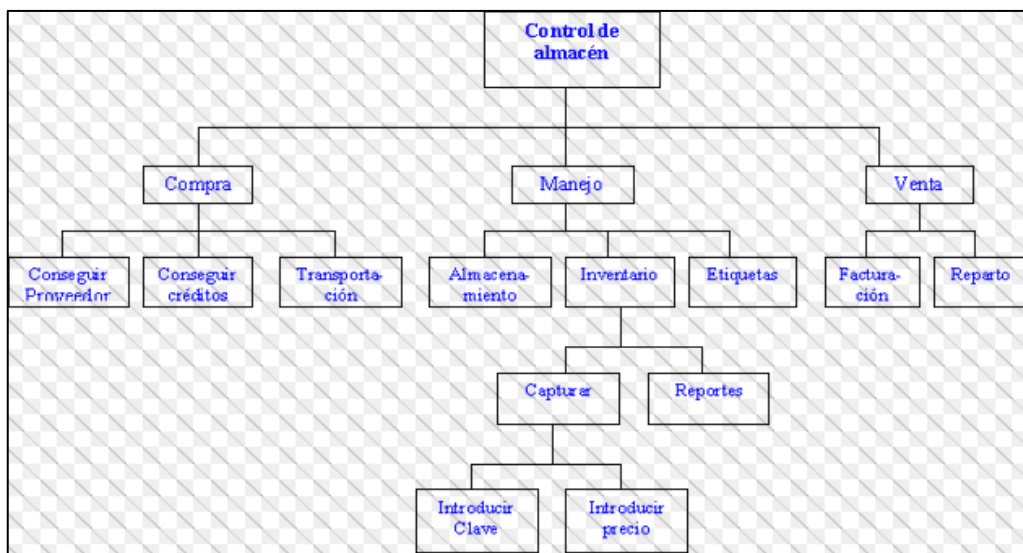 Control de
almacén
Compra
Manejo
Venta
Conseguir
Proveedor
Conseguir
créditos
Transporta-
ción
Almacena-
miento
Inventario
Etiquetas
Factura-
ción
Reparto
Capturar
Reportes
Introducir
Clave
Introducir
precio